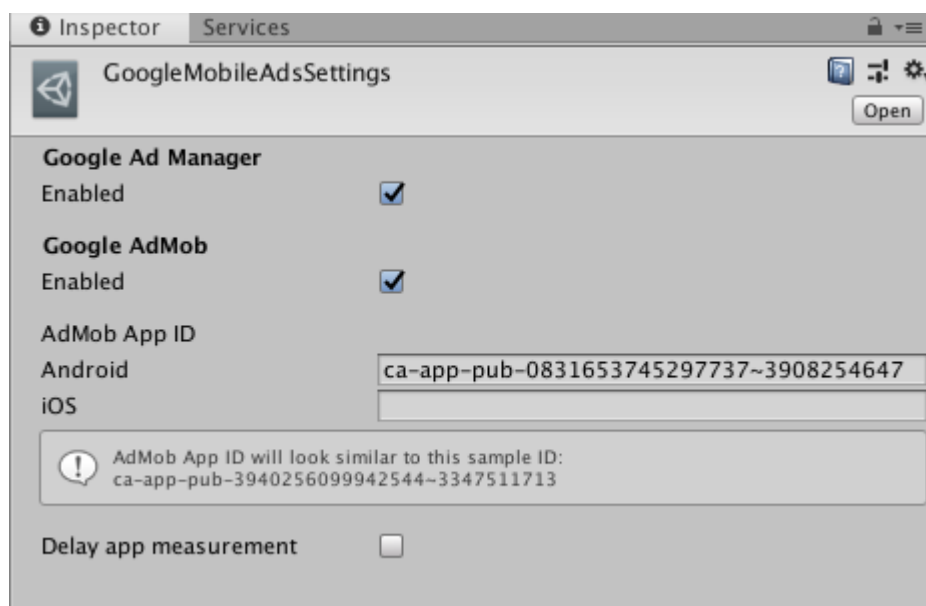 Inspector Services
GoogleMobileAdsSettings
Open
Google Ad Manager
Enabled
Google AdMob
Enabled
AdMob App ID
Android ca-app-pub-0831653745297737~3908254647
iOS
AdMob App ID will look similar to this sample ID:
ca-app-pub-3940256099942544~3347511713
Delay app measurement